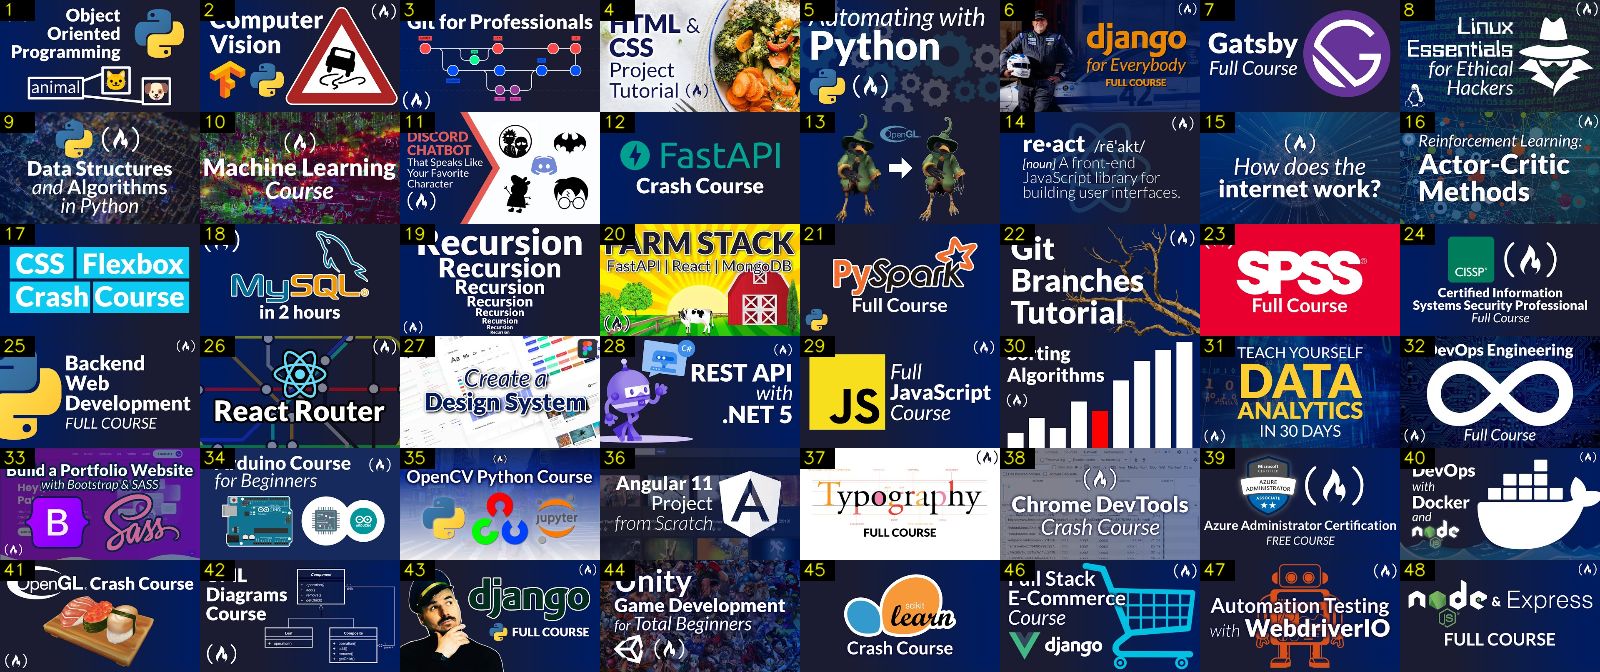 1
Object
Oriented
Programming
animal
2
Computer
Vision
3
Git for Professionals
4
HTML &
CSS
Project
Tutorial
5
Automating with
Python
6
django
for Everybody
FULL COURSE
42
7
Gatsby
Full Course
8
Linux
Essentials
for Ethical
Hackers
9
Data Structures
and Algorithms
in Python
10
Machine Learning
Course
11
DISCORD
CHATBOT
That Speaks Like
Your Favorite
Character
12
FastAPI
Crash Course
13
OpenGL
14
re•act /rē'akt/
[noun] A front-end
JavaScript library for
building user interfaces.
15
How does the
internet work?
16
Reinforcement Learning:
Actor-Critic
Methods
17
CSS Flexbox
Crash Course
18
MySQL
in 2 hours
19
Recursion
Recursion
Recursion
Recursion
Recursion
Recursion
Recursion
20
FARM STACK
FastAPI | React | MongoDB
21
PySpark
Full Course
22
Git
Branches
Tutorial
23
SPSS
Full Course
24
CISSP
Certified Information
Systems Security Professional
Full Course
25
Backend
Web
Development
FULL COURSE
26
React Router
27
Create a
Design System
28
C#
REST API
with
.NET 5
29
JS
Full
JavaScript
Course
30
Sorting
Algorithms
31
TEACH YOURSELF
DATA
ANALYTICS
IN 30 DAYS
32
DevOps Engineering
Full Course
33
Build a Portfolio Website
with Bootstrap & SASS
B
Sass
34
Arduino Course
for Beginners
35
OpenCV Python Course
jupyter
36
Angular 11
Project
from Scratch
A
37
Typography
FULL COURSE
38
Chrome DevTools
Crash Course
39
Microsoft
AZURE
ADMINISTRATOR
ASSOCIATE
Azure Administrator Certification
FREE COURSE
40
DevOps
with
Docker
and
node
41
OpenGL Crash Course
42
UML
Diagrams
Course
43
django
FULL COURSE
44
Unity
Game Development
for Total Beginners
45
scikit
learn
Crash Course
46
Full Stack
E-Commerce
Course
django
47
Automation Testing
with WebdriverIO
48
node & Express
FULL COURSE